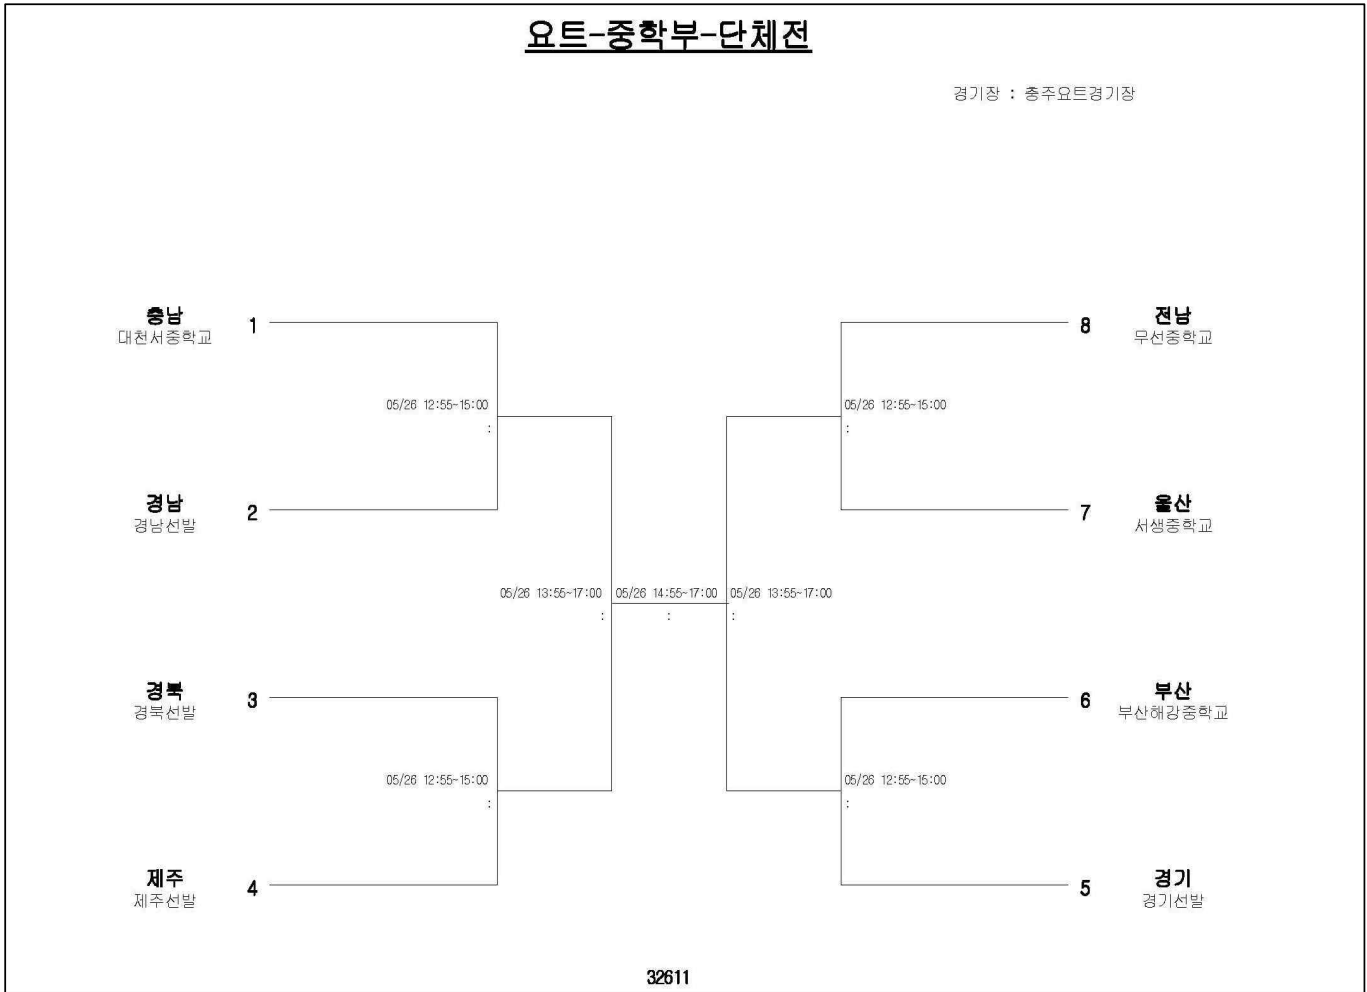 요트-중학부-단체전
경기장 : 충주요트경기장
충남
대천서중학교
1
8
전남
무선중학교
05/26 12:55~15:00
:
05/26 12:55~15:00
:
경남
경남선발
2
7
울산
서생중학교
05/26 13:55~17:00
:
05/26 14:55~17:00
:
05/26 13:55~17:00
:
경북
경북선발
3
6
부산
부산해강중학교
05/26 12:55~15:00
:
05/26 12:55~15:00
:
제주
제주선발
4
5
경기
경기선발
32611